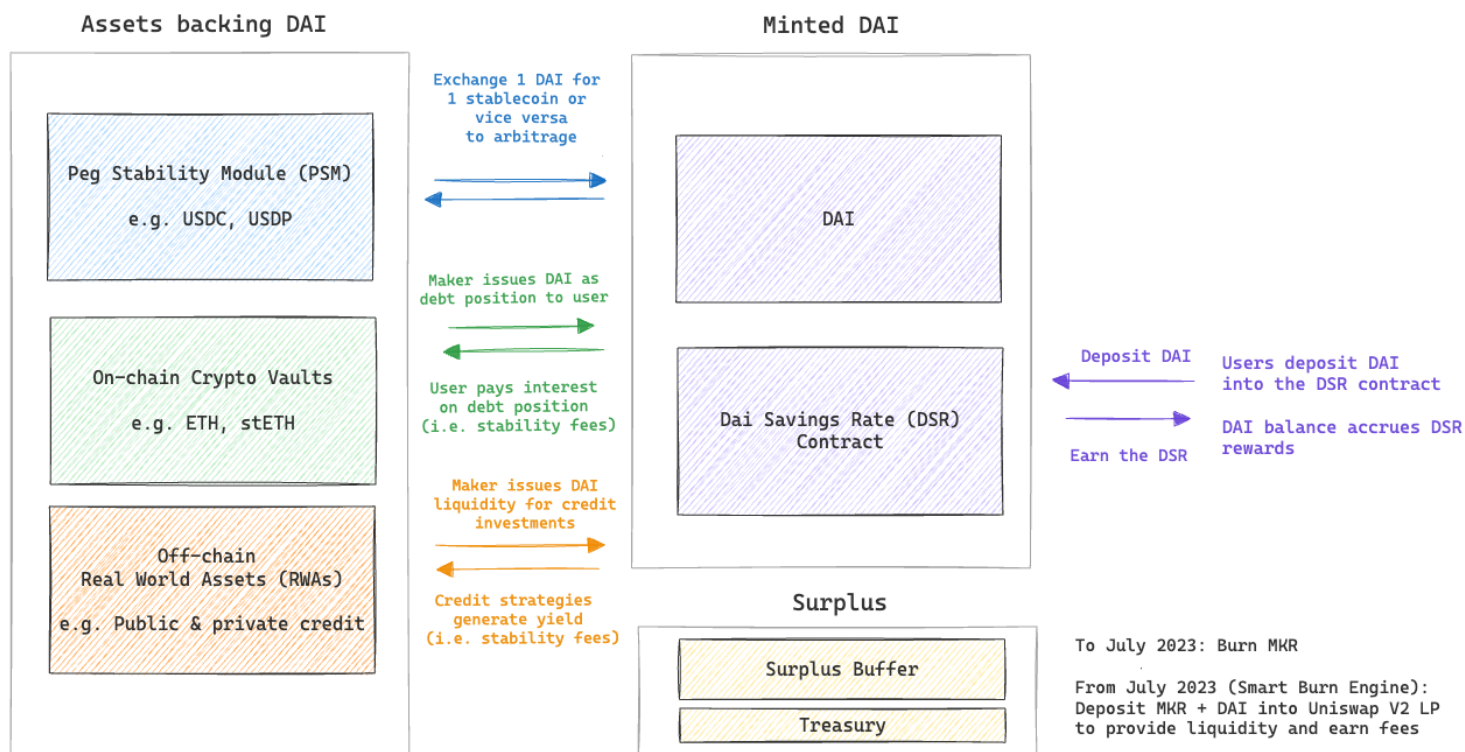 Assets backing DAI
Minted DAI
Peg Stability Module (PSM)
e.g. USDC, USDP
On-chain Crypto Vaults
e.g. ETH, stETH
Off-chain
Real World Assets (RWAs)
e.g. Public & private credit
Exchange 1 DAI for
1 stablecoin or
vice versa
to arbitrage
Maker issues DAI as
debt position to user
User pays interest
on debt position
(i.e. stability fees)
Maker issues DAI
liquidity for credit
investments
Credit strategies
generate yield
(i.e. stability fees)
DAI
Dai Savings Rate (DSR)
Contract
Deposit DAI
Earn the DSR
Users deposit DAI
into the DSR contract
DAI balance accrues DSR
rewards
Surplus
Surplus Buffer
Treasury
To July 2023: Burn MKR
From July 2023 (Smart Burn Engine):
Deposit MKR + DAI into Uniswap V2 LP
to provide liquidity and earn fees